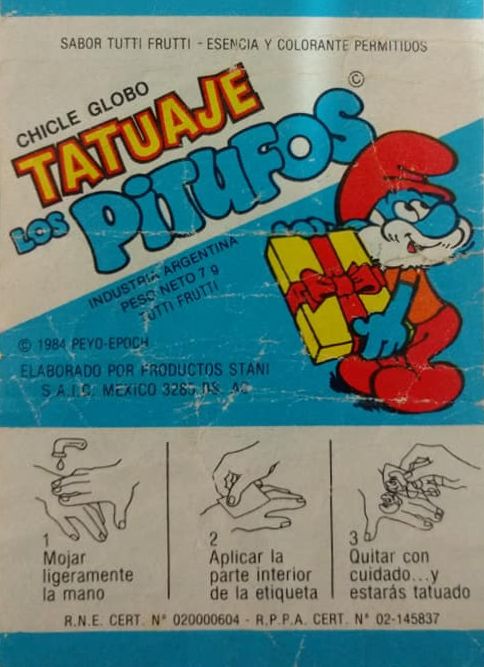 SABOR TUTTI FRUTTI - ESENCIA Y COLORANTE PERMITIDOS
CHICLE GLOBO
TATUAJE
LOS PITUFOS ©
INDUSTRIA ARGENTINA
PESO NETO 7 g
TUTTI FRUTTI
© 1984 PEYO-EPOCH
ELABORADO POR PRODUCTOS STANI
S.A.I.C. MEXICO 3285
1
Mojar
ligeramente
la mano
2
Aplicar la
parte interior
de la etiqueta
3
Quitar con
cuidado...y
estarás tatuado
R.N.E. CERT. N° 020000604 - R.P.P.A. CERT. N° 02-145837